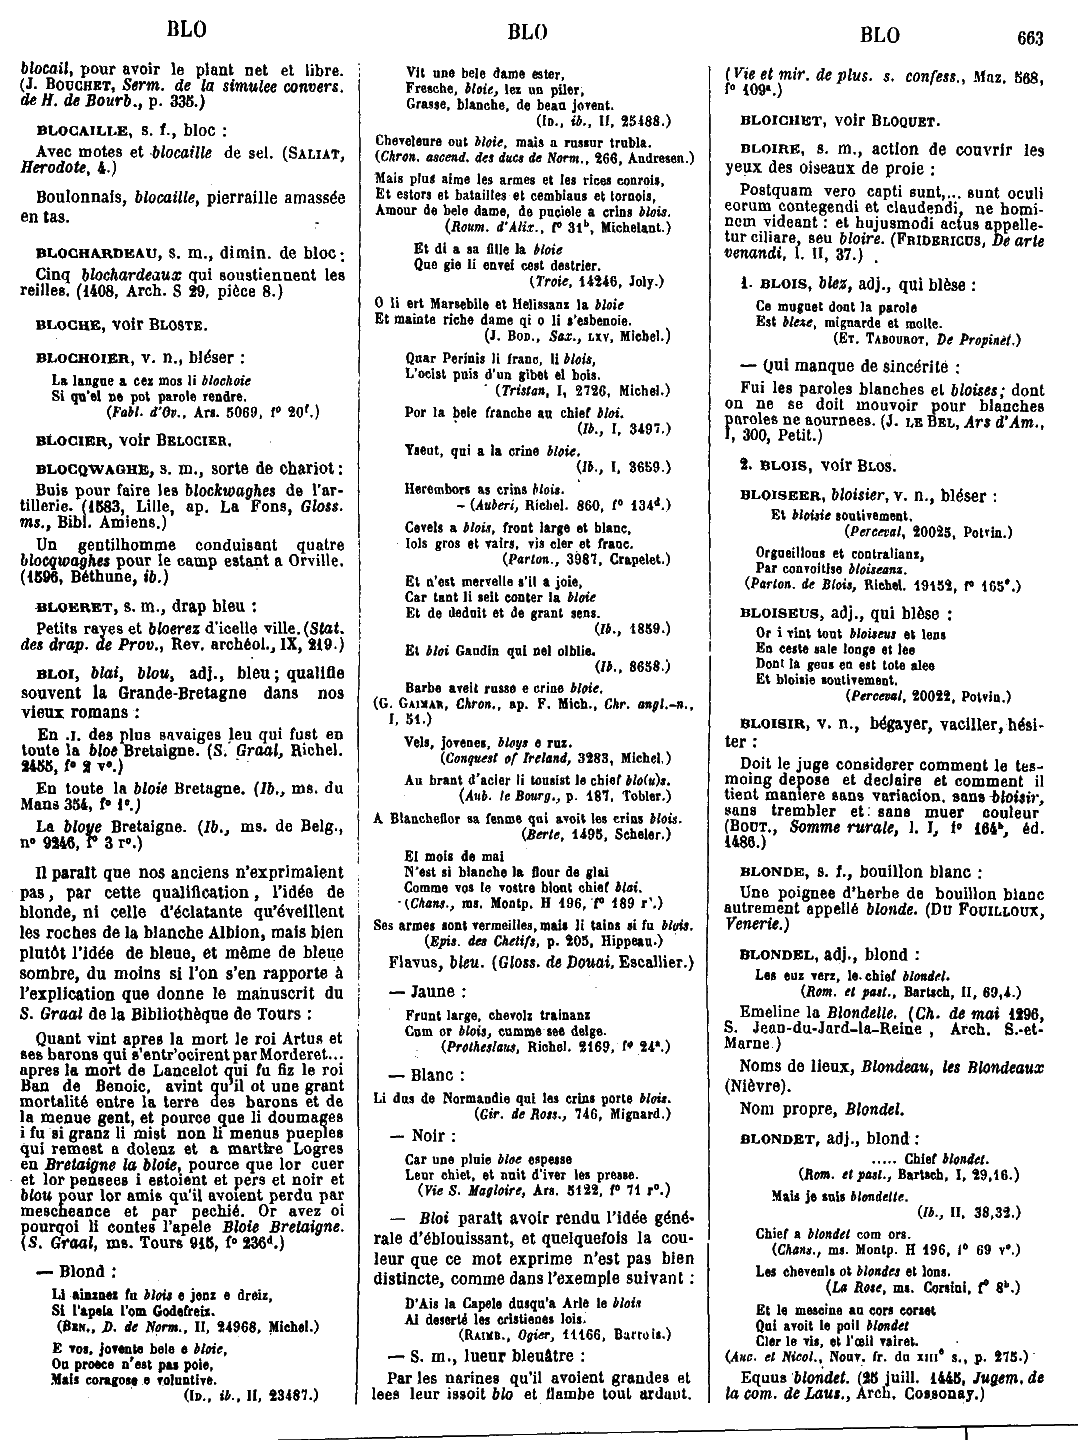 BLO
BLO
BLO
663
blocail, pour avoir le plant net et libre.
(J. BOUCHET, Serm. de la simulee convers.
de H. de Bourb., p. 335.)
BLOCAILLE, s. f., bloc :
Avec motes et blocaille de sel. (SALIAT,
Herodote, 4.)
Boulonnais, blocaille, pierraille amassée
en tas.
BLOCHARDEAU, s. m., dimin. de bloc :
Cinq blochardeaux qui soustiennent les
reilles. (1408, Arch. S 29, pièce 8.)
BLOCHE, voir BLOSTE.
BLOCHOIER, v. n., bléser :
La langue a cez mos li blochoie
Si qu'el ne pot parole rendre.
(Fabl. d'Ov., Ars. 5069, f° 20f.)
BLOCIER, voir BELOCIER.
BLOCQWAGHE, s. m., sorte de chariot :
Buis pour faire les blockwaghes de l'ar-
tillerie. (1583, Lille, ap. La Fons, Gloss.
ms., Bibl. Amiens.)
Un gentilhomme conduisant quatre
blocqwaghes pour le camp estant a Orville.
(1596, Béthune, ib.)
BLOERET, s. m., drap bleu :
Petits rayes et bloerez d'icelle ville. (Stat.
des drap. de Prov., Rev. archéol., IX, 219.)
BLOI, blai, blou, adj., bleu ; qualifie
souvent la Grande-Bretagne dans nos
vieux romans :
En .I. des plus savaiges leu qui fust en
toute la bloe Bretaigne. (S. Graal, Richel.
2455, f° 2 v°.)
En toute la bloie Bretagne. (Ib., ms. du
Mans 354, f° 1°.)
La bloye Bretaigne. (Ib., ms. de Belg.,
n° 9246, f° 3 r°.)
Il paraît que nos anciens n'exprimaient
pas, par cette qualification, l'idée de
blonde, ni celle d'éclatante qu'éveillent
les roches de la blanche Albion, mais bien
plutôt l'idée de bleue, et même de bleue
sombre, du moins si l'on s'en rapporte à
l'explication que donne le manuscrit du
S. Graal de la Bibliothèque de Tours :
Quant vint apres la mort le roi Artus et
ses barons qui s'entr'ocirent par Morderet...
apres la mort de Lancelot qui fu fiz le roi
Ban de Benoic, avint qu'il ot une grant
mortalité entre la terre des barons et de
la menue gent, et pource que li doumages
i fu si granz li mist non li menus pueples
qui remest a dolenz et a martire Logres
en Bretaigne la bloie, pource que lor cuer
et lor pensees i estoient et pers et noir et
blou pour lor amis qu'il avoient perdu par
mescheance et par pechié. Or avez oi
pourqoi li contes l'apele Bloie Bretaigne.
(S. Graal, ms. Tours 915, f° 236d.)
— Blond :
Li ainznez fu blois e jenz e dreiz,
Si l'apela l'om Godefreiz.
(BEN., D. de Norm., II, 24968, Michel.)
E vos, jovente bele e bloie,
Ou proece n'est pas poie,
Mais coragose e voluntive.
(ID., ib., II, 23487.)
Vit une bele dame ester,
Fresche, bloie, lez un piler,
Grasse, blanche, de beau jovent.
(ID., ib., II, 25488.)
Cheveleure out bloie, mais a russur trubla.
(Chron. ascend. des ducs de Norm., 266, Andresen.)
Mais plus aime les armes et les rices conrois,
Et estors et batailles et cembiaus et tornois,
Amour de bele dame, de puciele a crins blois.
(Roum. d'Alix., f° 31b, Michelant.)
Et di a sa fille la bloie
Que gie li envei cest destrier.
(Troie, 14246, Joly.)
O li ert Marsebile et Helissanz la bloie
Et mainte riche dame qi o li s'esbenoie.
(J. BOD., Sax., LXV, Michel.)
Quar Perinis li franc, li blois,
L'ocist puis d'un gibet el bois.
(Tristan, I, 2726, Michel.)
Por la bele franche au chief bloi.
(Ib., I, 3497.)
Yseut, qui a la crine bloie.
(Ib., I, 3659.)
Herembors as crins blois.
(Auberi, Richel. 860, f° 134d.)
Cevels a blois, front large et blanc,
Iols gros et vairs, vis cler et franc.
(Parton., 3987, Crapelet.)
Et n'est mervelle s'il a joie,
Car tant li seit conter la bloie
Et de deduit et de grant sens.
(Ib., 1859.)
Et bloi Gaudin qui nel oiblie.
(Ib., 8658.)
Barbe aveit russe e crine bloie.
(G. GAIMAR, Chron., ap. F. Mich., Chr. angl.-n.,
I, 51.)
Vels, jovenes, bloys e ruz.
(Conquest of Ireland, 3283, Michel.)
Au brant d'acier li tousist le chief blo(u)s.
(Aub. le Bourg., p. 187, Tobler.)
A Blancheflor sa fenme qui avoit les crins blois.
(Berte, 1495, Scheler.)
El mois de mai
N'est si blanche la flour de glai
Comme vos le vostre blont chief blai.
(Chans., ms. Montp. H 196, f° 189 r°.)
Ses armes sont vermeilles, mais li tains si fu blois.
(Epis. des Chetifs, p. 205, Hippeau.)
Flavus, bleu. (Gloss. de Douai, Escallier.)
— Jaune :
Frunt large, chevolz trainanz
Cum or blois, cumme see delge.
(Protheslaus, Richel. 2169, f° 24a.)
— Blanc :
Li dus de Normandie qui les crins porte blois.
(Gir. de Ross., 746, Mignard.)
— Noir :
Car une pluie bloe espesse
Leur chiet, et nuit d'iver les presse.
(Vie S. Magloire, Ars. 5122, f° 71 r°.)
— Bloi paraît avoir rendu l'idée géné-
rale d'éblouissant, et quelquefois la cou-
leur que ce mot exprime n'est pas bien
distincte, comme dans l'exemple suivant :
D'Ais la Capele dusqu'a Arle le blois
Al deserté les cristienes lois.
(RAIMB., Ogier, 11166, Barrois.)
— S. m., lueur bleuâtre :
Par les narines qu'il avoient grandes et
lees leur issoit blo et flambe tout ardant.
(Vie et mir. de plus. s. confess., Maz. 568,
f° 109a.)
BLOICHET, voir BLOQUET.
BLOIRE, s. m., action de couvrir les
yeux des oiseaux de proie :
Postquam vero capti sunt,... sunt oculi
eorum contegendi et claudendi, ne homi-
nem videant : et hujusmodi actus appelle-
tur ciliare, seu bloire. (FRIDERICUS, De arte
venandi, l. II, 37.)
1. BLOIS, blez, adj., qui blèse :
Ce muguet dont la parole
Est blexe, mignarde et molle.
(ET. TABOUROT, De Propinet.)
— Qui manque de sincérité :
Fui les paroles blanches et bloises ; dont
on ne se doit mouvoir pour blanches
paroles ne aournees. (J. LE BEL, Ars d'Am.,
I, 300, Petit.)
2. BLOIS, voir BLOS.
BLOISEER, bloisier, v. n., bléser :
Et bloisie soutivement.
(Perceval, 20025, Potvin.)
Orgueillous et contralianz,
Par convoitise bloiseanz.
(Parton. de Blois, Richel. 19152, f° 165e.)
BLOISEUS, adj., qui blèse :
Or i vint tout bloiseus et lens
En ceste sale longe et lee
Dont la gens en est tote alee
Et bloisie soutivement.
(Perceval, 20022, Potvin.)
BLOISIR, v. n., bégayer, vaciller, hési-
ter :
Doit le juge considerer comment le tes-
moing depose et declaire et comment il
tient maniere sans variacion, sans bloisir,
sans trembler et sans muer couleur
(BOUT., Somme rurale, l. I, f° 164b, éd.
1486.)
BLONDE, s. f., bouillon blanc :
Une poignee d'herbe de bouillon blanc
autrement appellé blonde. (DU FOUILLOUX,
Venerie.)
BLONDEL, adj., blond :
Les euz verz, le chief blondel.
(Rom. et past., Bartsch, II, 69,4.)
Emeline la Blondelle. (Ch. de mai 1296,
S. Jean-du-Jard-la-Reine, Arch. S.-et-
Marne.)
Noms de lieux, Blondeau, les Blondeaux
(Nièvre).
Nom propre, Blondel.
BLONDET, adj., blond :
..... Chief blondet.
(Rom. et past., Bartsch, I, 29,16.)
Mais je suis blondette.
(Ib., II, 38,32.)
Chief a blondet com ors.
(Chans., ms. Montp. H 196, f° 69 v°.)
Les chevenls ot blondes et lons.
(La Rose, ms. Corsini, f° 8b.)
Et le mescine au cors corset
Qui avoit le poil blondet
Cler le vis, et l'œil vairet.
(Auc. et Nicol., Nouv. fr. du XIIIe s., p. 275.)
Equus blondet. (25 juill. 1445, Jugem. de
la com. de Laus., Arch. Cossonay.)